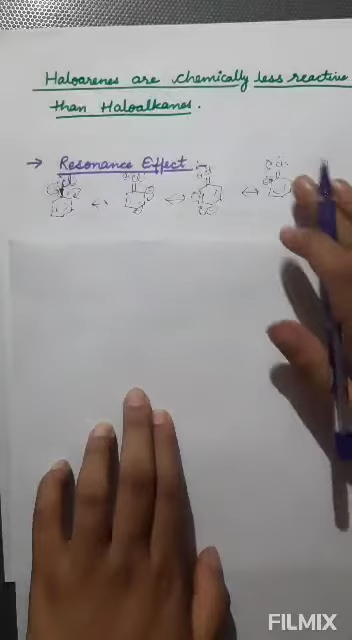 Haloarenes are chemically less reactive
than Haloalkanes.
→ Resonance Effect
FILMIX